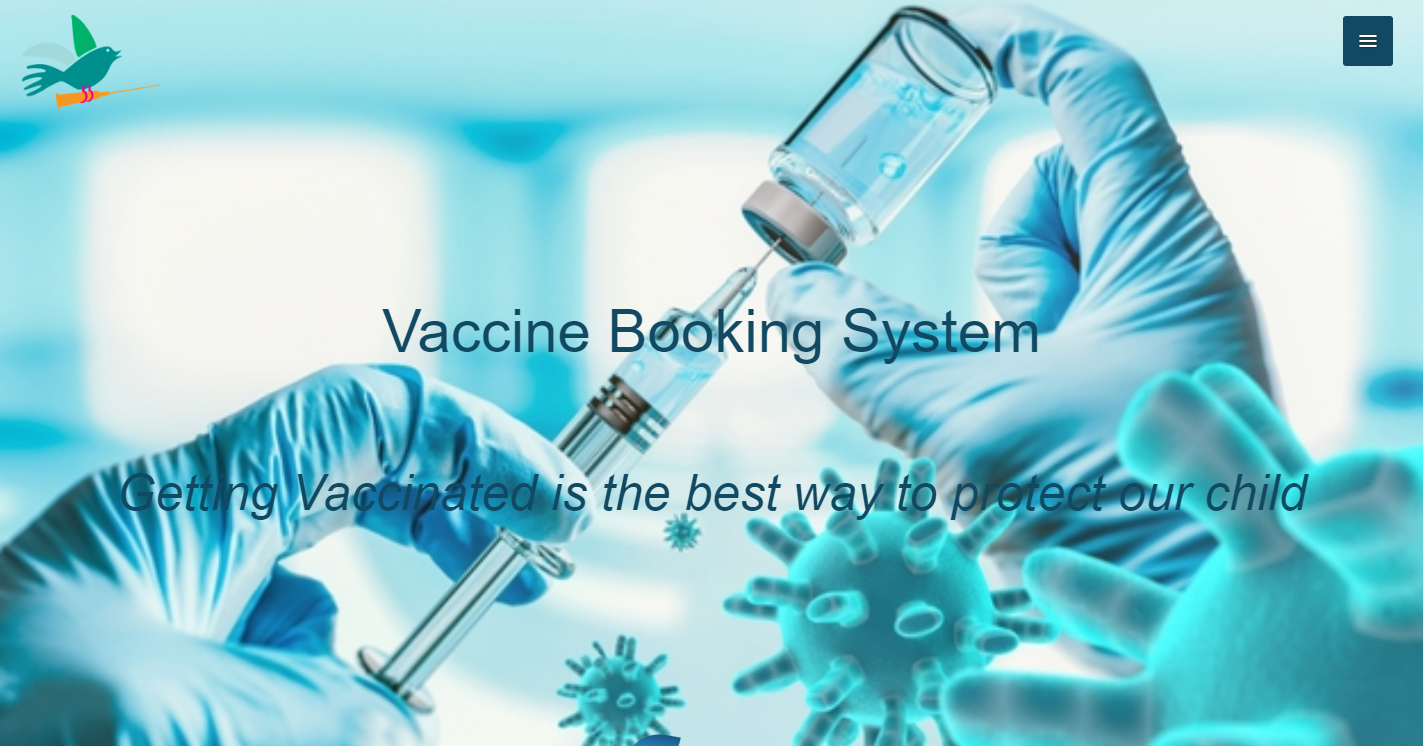 Vaccine Booking System
Getting Vaccinated is the best way to protect our child